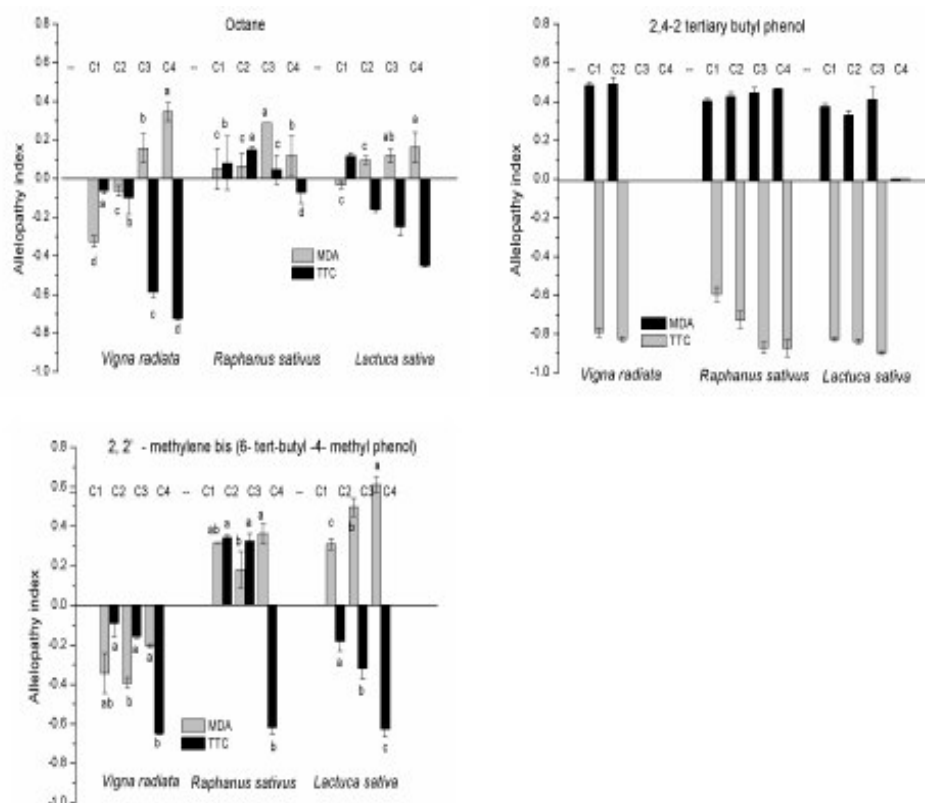 Octane
0.8
0.6
0.4
0.2
0.0
-0.2
-0.4
-0.6
-0.8
-1.0
Allelopathy index
-- C1 C2 C3 C4 -- C1 C2 C3 C4 -- C1 C2 C3 C4
d a c b b c a d
c b c a a c b d
c c ab a
MDA
TTC
Vigna radiata Raphanus sativus Lactuca sativa
2,4-2 tertiary butyl phenol
0.8
0.6
0.4
0.2
0.0
-0.2
-0.4
-0.6
-0.8
-1.0
Allelopathy index
-- C1 C2 C3 C4 -- C1 C2 C3 C4 -- C1 C2 C3 C4
MDA
TTC
Vigna radiata Raphanus sativus Lactuca sativa
2, 2' - methylene bis (6- tert-butyl -4- methyl phenol)
0.8
0.6
0.4
0.2
0.0
-0.2
-0.4
-0.6
-0.8
-1.0
Allelopathy index
C1 C2 C3 C4 -- C1 C2 C3 C4 -- C1 C2 C3 C4
ab a b a a b
ab a b a a b
c a b b a c
MDA
TTC
Vigna radiata Raphanus sativus Lactuca sativa